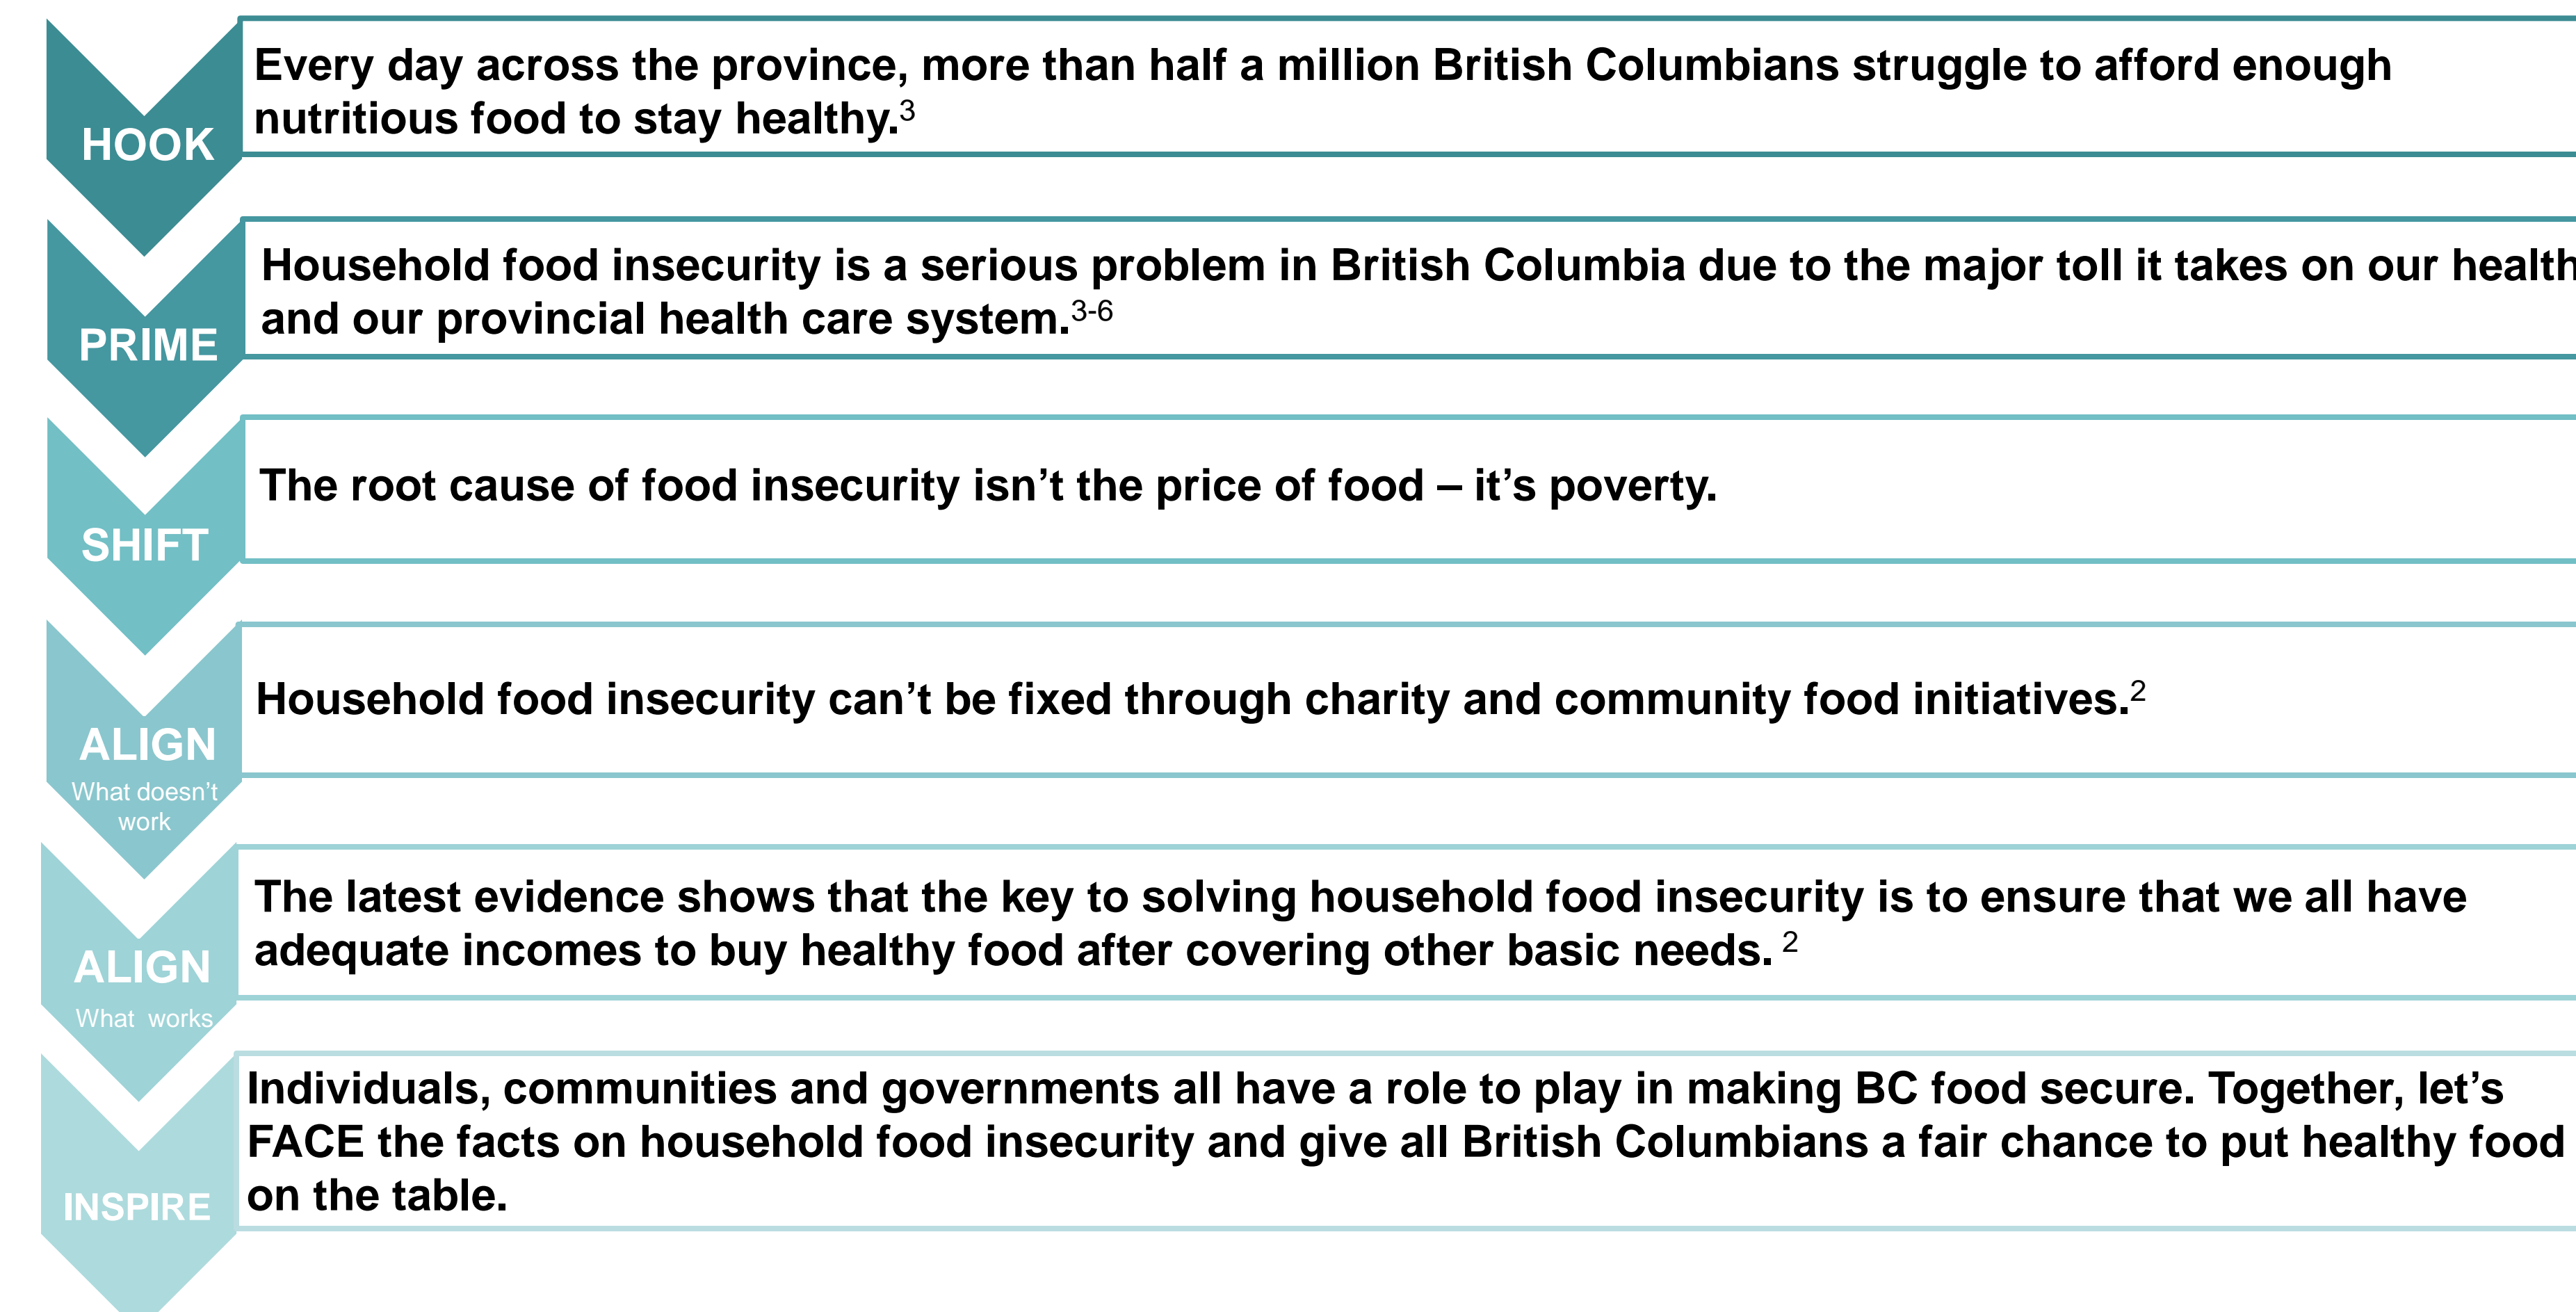 HOOK
Every day across the province, more than half a million British Columbians struggle to afford enough
nutritious food to stay healthy.3
PRIME
Household food insecurity is a serious problem in British Columbia due to the major toll it takes on our health
and our provincial health care system.3-6
SHIFT
The root cause of food insecurity isn’t the price of food – it’s poverty.
ALIGN
What doesn’t
work
Household food insecurity can’t be fixed through charity and community food initiatives.2
ALIGN
What works
The latest evidence shows that the key to solving household food insecurity is to ensure that we all have
adequate incomes to buy healthy food after covering other basic needs. 2
INSPIRE
Individuals, communities and governments all have a role to play in making BC food secure. Together, let’s
FACE the facts on household food insecurity and give all British Columbians a fair chance to put healthy food
on the table.